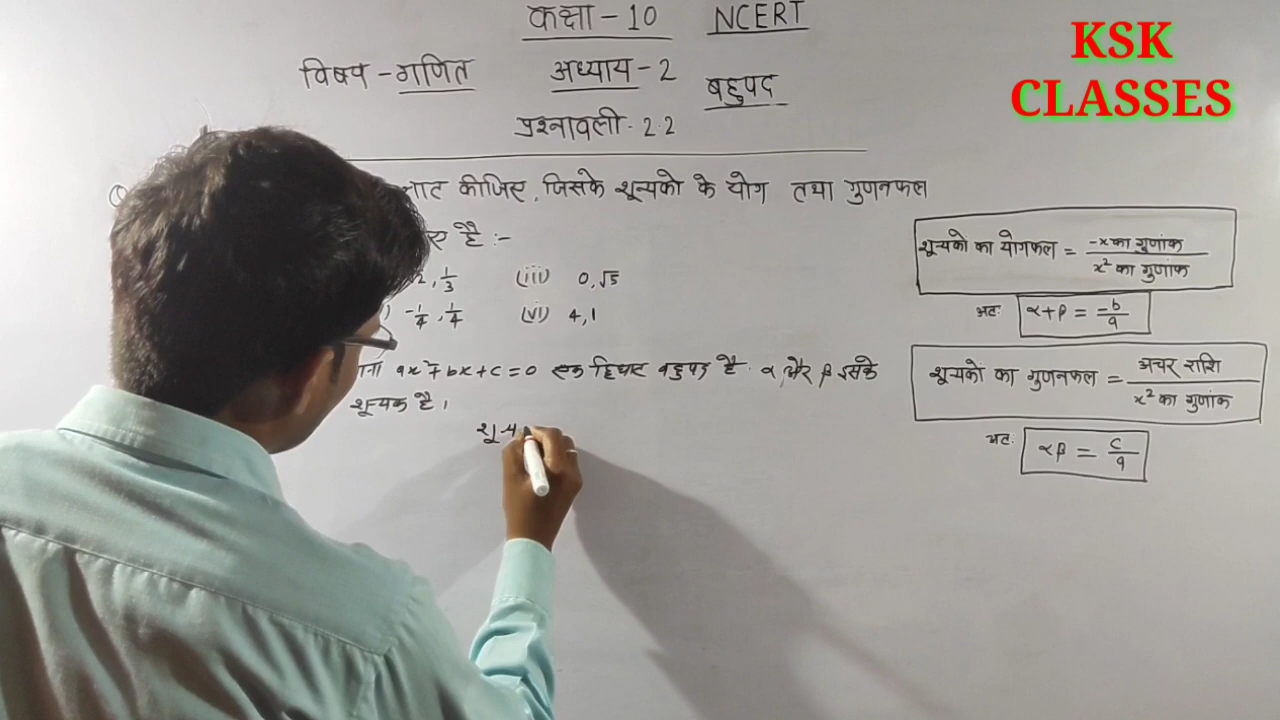 कक्षा - 10 NCERT
KSK
CLASSES
विषय - गणित अध्याय - 2 बहुपद
प्रश्नावली - 2.2
कीजिए, जिसके शून्यको के योग तथा गुणनफल
है :-
2, 1/3 (iii) 0, √5
-1/4, 1/4 (vi) 4, 1
ax²+bx+c=0 एक द्विघात बहुपद है. α और β इसके
शून्यक है।
शून्यको का योगफल = -x का गुणांक / x² का गुणांक
अतः α+β = -b/a
शून्यकों का गुणनफल = अचर राशि / x² का गुणांक
अतः αβ = c/a